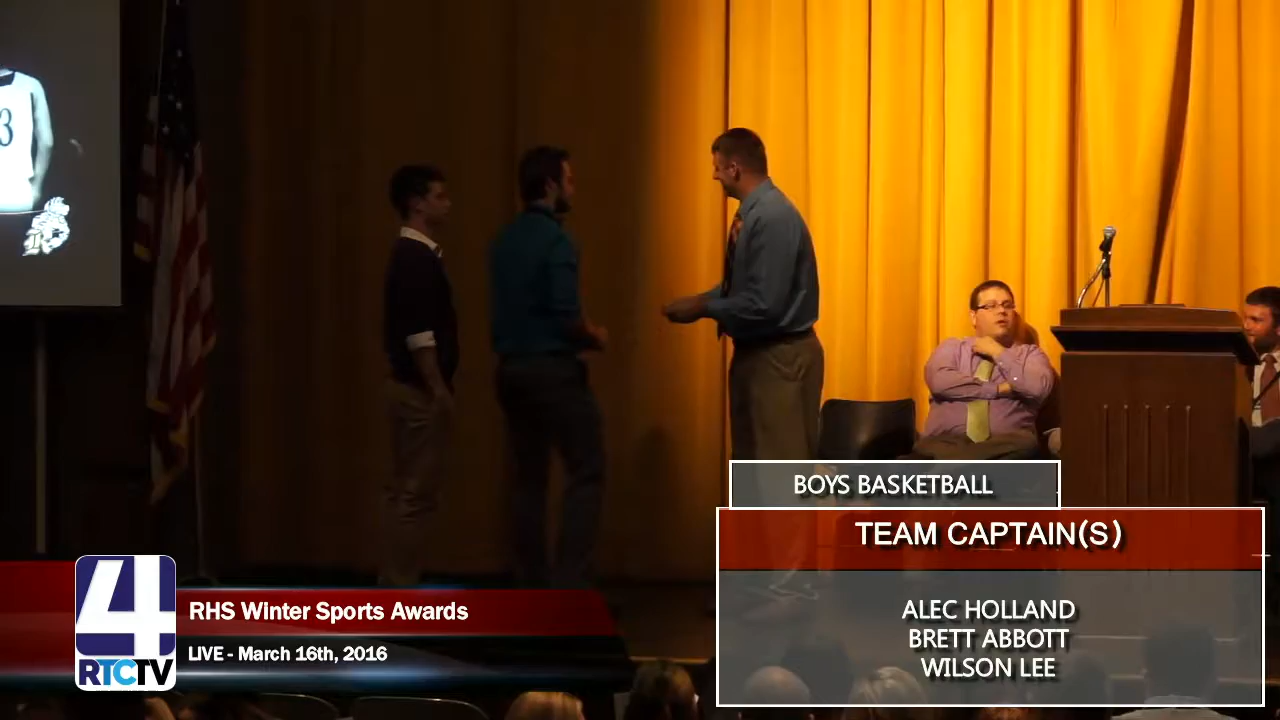 3
BOYS BASKETBALL
TEAM CAPTAIN(S)
ALEC HOLLAND
BRETT ABBOTT
WILSON LEE
4
RTCTV
RHS Winter Sports Awards
LIVE - March 16th, 2016